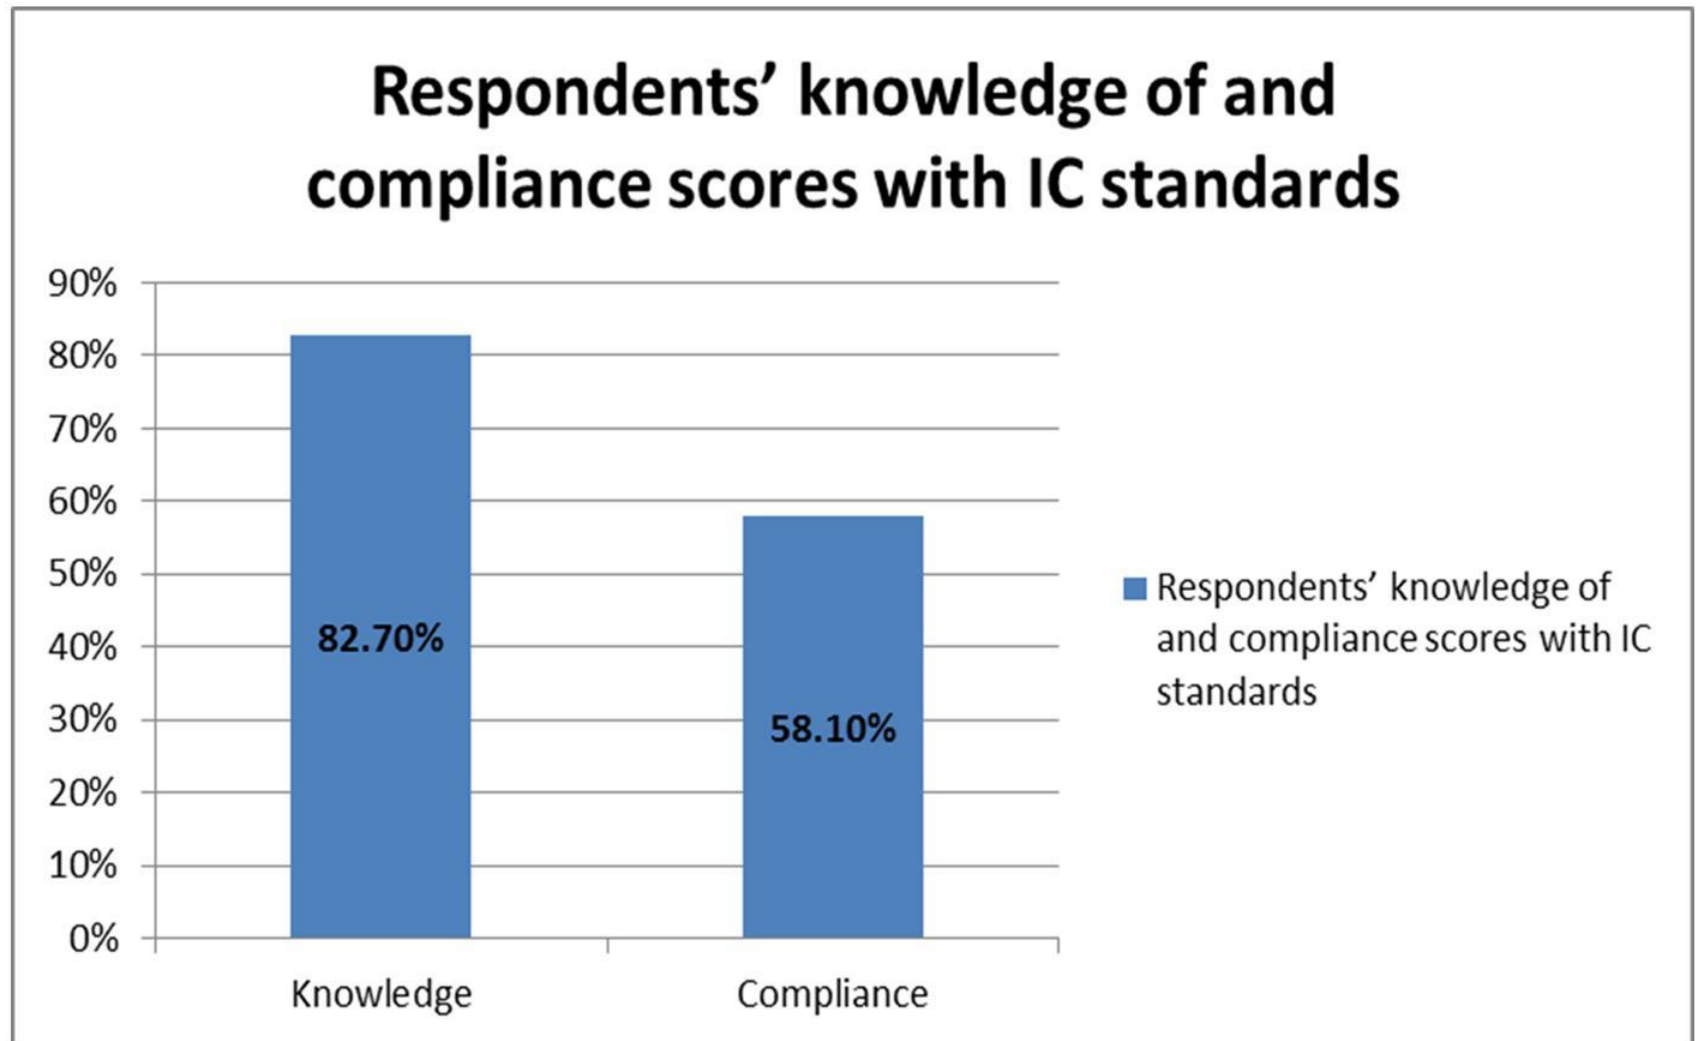 Respondents’ knowledge of and
compliance scores with IC standards
90%
80%
70%
60%
50%
40%
30%
20%
10%
0%
82.70%
58.10%
Knowledge
Compliance
Respondents’ knowledge of
and compliance scores with IC
standards